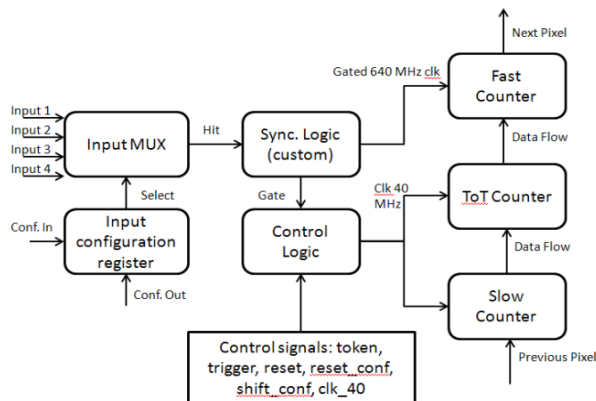 Next Pixel
Gated 640 MHz clk
Fast
Counter
Input 1
Input 2
Input 3
Input 4
Input MUX
Hit
Sync. Logic
(custom)
Data Flow
Select
Gate
Clk 40
MHz
ToT Counter
Conf. In
Input
configuration
register
Control
Logic
Data Flow
Conf. Out
Slow
Counter
Control signals: token,
trigger, reset, reset_conf,
shift_conf, clk_40
Previous Pixel